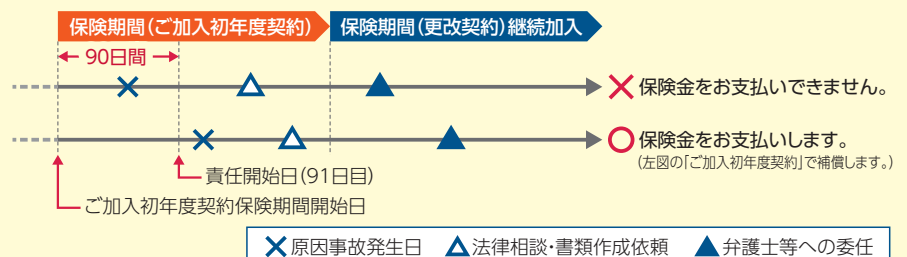 保険期間(ご加入初年度契約)
保険期間(更改契約)継続加入
90日間
保険金をお支払いできません。
保険金をお支払いします。
(左図の「ご加入初年度契約」で補償します。)
責任開始日(91日目)
ご加入初年度契約保険期間開始日
原因事故発生日 法律相談・書類作成依頼 弁護士等への委任